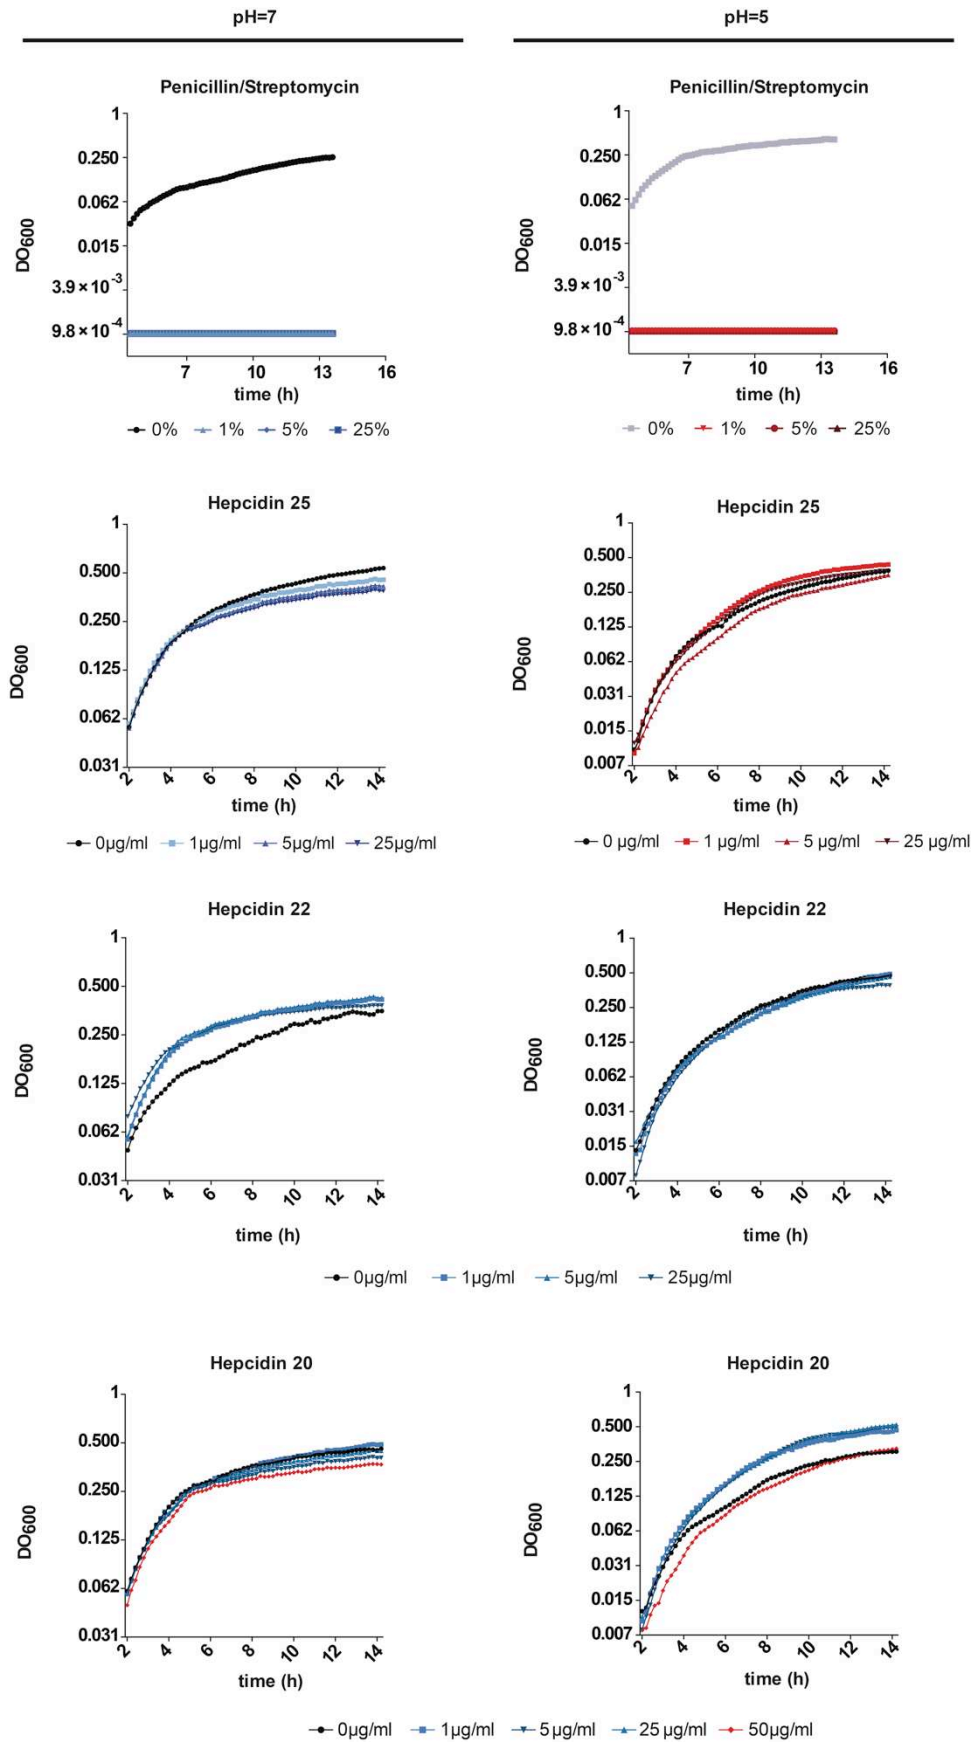 pH=7
pH=5
Penicillin/Streptomycin
1
0.250
0.062
0.015
3.9 × 10⁻³
9.8 × 10⁻⁴
DO₆₀₀
7 10 13 16
time (h)
0% 1% 5% 25%
Penicillin/Streptomycin
1
0.250
0.062
0.015
3.9 × 10⁻³
9.8 × 10⁻⁴
DO₆₀₀
7 10 13 16
time (h)
0% 1% 5% 25%
Hepcidin 25
1
0.500
0.250
0.125
0.062
0.031
DO₆₀₀
2 4 6 8 10 12 14
time (h)
0µg/ml 1µg/ml 5µg/ml 25µg/ml
Hepcidin 25
1
0.500
0.250
0.125
0.062
0.031
0.015
0.007
DO₆₀₀
2 4 6 8 10 12 14
time (h)
0 µg/ml 1 µg/ml 5 µg/ml 25 µg/ml
Hepcidin 22
1
0.500
0.250
0.125
0.062
0.031
DO₆₀₀
2 4 6 8 10 12 14
time (h)
Hepcidin 22
1
0.500
0.250
0.125
0.062
0.031
0.015
0.007
DO₆₀₀
2 4 6 8 10 12 14
time (h)
0µg/ml 1µg/ml 5µg/ml 25µg/ml
Hepcidin 20
1
0.500
0.250
0.125
0.062
0.031
DO₆₀₀
2 4 6 8 10 12 14
time (h)
Hepcidin 20
1
0.500
0.250
0.125
0.062
0.031
0.015
0.007
DO₆₀₀
2 4 6 8 10 12 14
time (h)
0µg/ml 1µg/ml 5µg/ml 25 µg/ml 50µg/ml